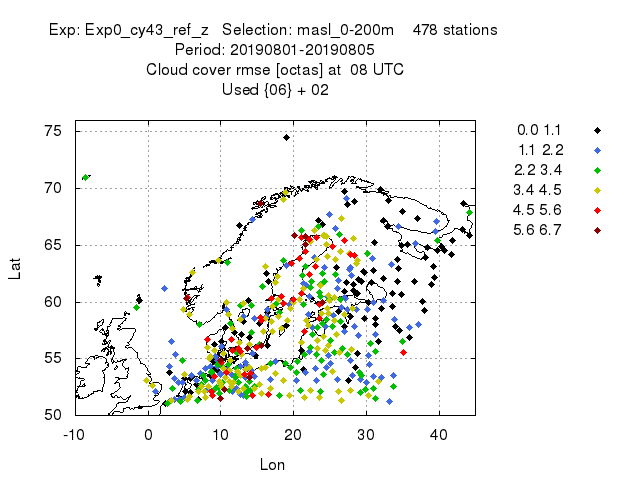 Exp: Exp0_cy43_ref_z   Selection: masl_0-200m    478 stations
Period: 20190801-20190805
Cloud cover rmse [octas] at  08 UTC
Used {06} + 02
75
70
65
60
55
50
Lat
-10 0 10 20 30 40
Lon
0.0 1.1
1.1 2.2
2.2 3.4
3.4 4.5
4.5 5.6
5.6 6.7